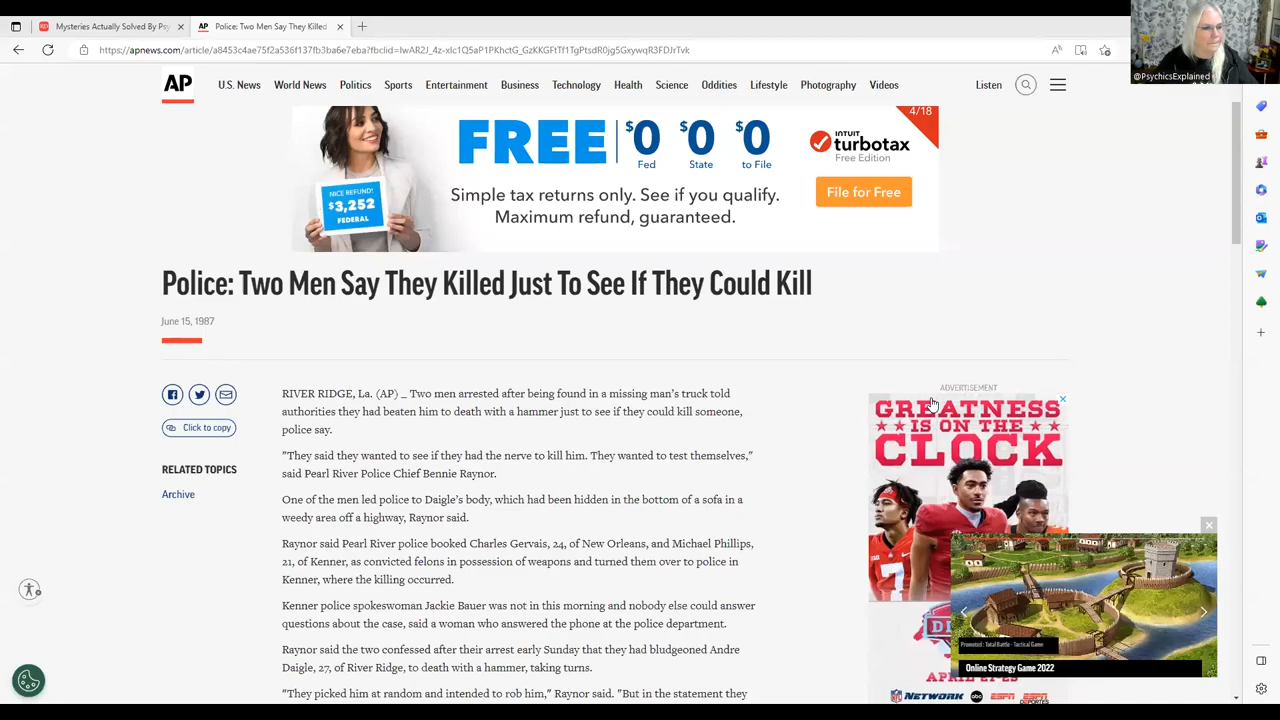 Mysteries Actually Solved By Psy
AP Police: Two Men Say They Killed
https://apnews.com/article/a8453c4ae75f2a536f137fb3ba6e7eba?fbclid=IwAR2J_4z-xIc1Q5aP1PKhctG_GzKKGFtTf1TgPtsdR0jg5GxywqR3FDJrTvk
@PsychicsExplained
AP
U.S. News World News Politics Sports Entertainment Business Technology Health Science Oddities Lifestyle Photography Videos Listen
FREE $0 $0 $0
Fed State to File
Simple tax returns only. See if you qualify.
Maximum refund, guaranteed.
NICE REFUND!
$3,252
FEDERAL
4/18
INTUIT
turbotax
Free Edition
File for Free
Police: Two Men Say They Killed Just To See If They Could Kill
June 15, 1987
Click to copy
RELATED TOPICS
Archive
RIVER RIDGE, La. (AP) _ Two men arrested after being found in a missing man's truck told
authorities they had beaten him to death with a hammer just to see if they could kill someone,
police say.
"They said they wanted to see if they had the nerve to kill him. They wanted to test themselves,"
said Pearl River Police Chief Bennie Raynor.
One of the men led police to Daigle's body, which had been hidden in the bottom of a sofa in a
weedy area off a highway, Raynor said.
Raynor said Pearl River police booked Charles Gervais, 24, of New Orleans, and Michael Phillips,
21, of Kenner, as convicted felons in possession of weapons and turned them over to police in
Kenner, where the killing occurred.
Kenner police spokeswoman Jackie Bauer was not in this morning and nobody else could answer
questions about the case, said a woman who answered the phone at the police department.
Raynor said the two confessed after their arrest early Sunday that they had bludgeoned Andre
Daigle, 27, of River Ridge, to death with a hammer, taking turns.
"They picked him at random and intended to rob him," Raynor said. "But in the statement they
ADVERTISEMENT
GREATNESS
IS ON THE
CLOCK
Promoted : Total Battle - Tactical Game
Online Strategy Game 2022
NFL NETWORK abc ESPN ESPN
DEPORTES